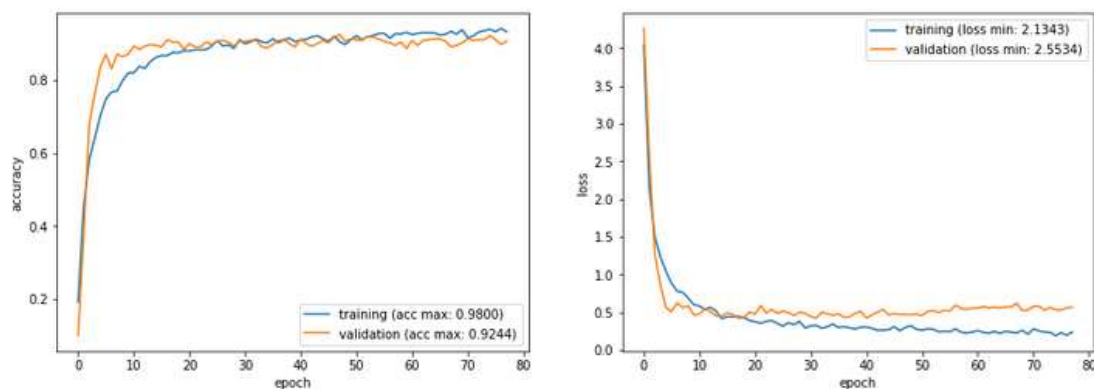 accuracy
0.8
0.6
0.4
0.2
0 10 20 30 40 50 60 70 80
epoch
training (acc max: 0.9800)
validation (acc max: 0.9244)
loss
4.0
3.5
3.0
2.5
2.0
1.5
1.0
0.5
0.0
0 10 20 30 40 50 60 70 80
epoch
training (loss min: 2.1343)
validation (loss min: 2.5534)